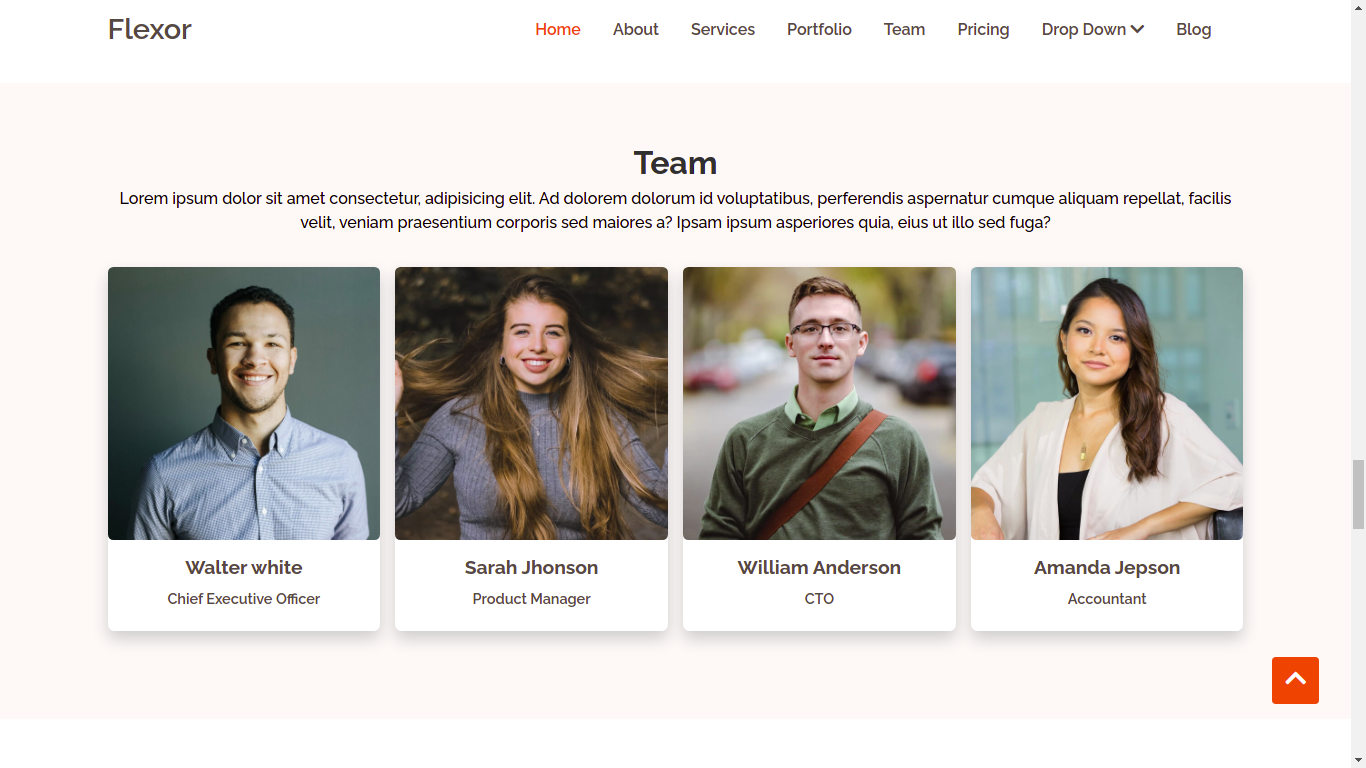 Flexor
Home About Services Portfolio Team Pricing Drop Down Blog
Team
Lorem ipsum dolor sit amet consectetur, adipisicing elit. Ad dolorem dolorum id voluptatibus, perferendis aspernatur cumque aliquam repellat, facilis
velit, veniam praesentium corporis sed maiores a? Ipsam ipsum asperiores quia, eius ut illo sed fuga?
Walter white
Chief Executive Officer
Sarah Jhonson
Product Manager
William Anderson
CTO
Amanda Jepson
Accountant